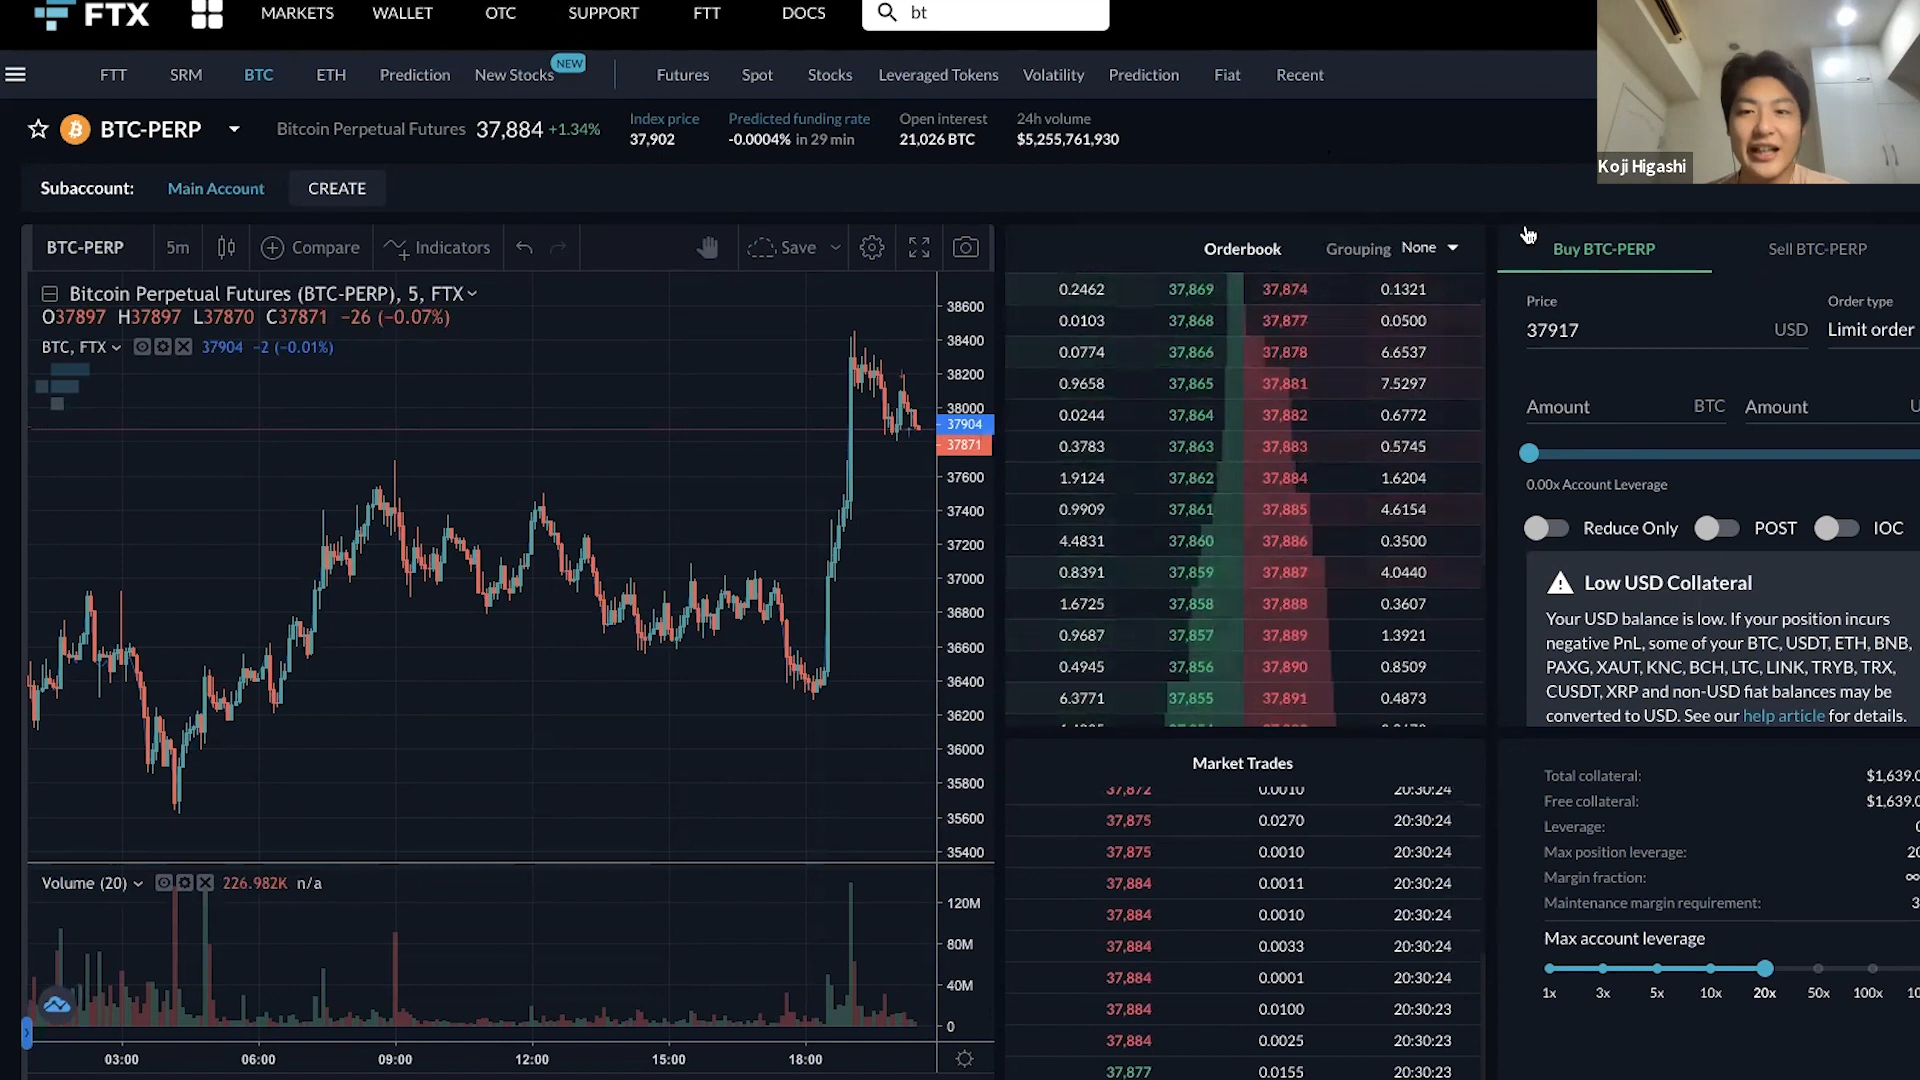 FTX MARKETS WALLET OTC SUPPORT FTT DOCS bt
FTT SRM BTC ETH Prediction New Stocks NEW Futures Spot Stocks Leveraged Tokens Volatility Prediction Fiat Recent
BTC-PERP Bitcoin Perpetual Futures 37,884 +1.34%
Index price
37,902
Predicted funding rate
-0.0004% in 29 min
Open interest
21,026 BTC
24h volume
$5,255,761,930
Koji Higashi
Subaccount: Main Account CREATE
BTC-PERP 5m Compare Indicators Save
Bitcoin Perpetual Futures (BTC-PERP), 5, FTX
O37897 H37897 L37870 C37871 −26 (−0.07%)
BTC, FTX 37904 −2 (−0.01%)
38600
38400
38200
38000
37904
37871
37600
37400
37200
37000
36800
36600
36400
36200
36000
35800
35600
35400
Volume (20) 226.982K n/a
120M
80M
40M
0
03:00 06:00 09:00 12:00 15:00 18:00
Orderbook Grouping None
0.2462 37,869 37,874 0.1321
0.0103 37,868 37,877 0.0500
0.0774 37,866 37,878 6.6537
0.9658 37,865 37,881 7.5297
0.0244 37,864 37,882 0.6772
0.3783 37,863 37,883 0.5745
1.9124 37,862 37,884 1.6204
0.9909 37,861 37,885 4.6154
4.4831 37,860 37,886 0.3500
0.8391 37,859 37,887 4.0440
1.6725 37,858 37,888 0.3607
0.9687 37,857 37,889 1.3921
0.4945 37,856 37,890 0.8509
6.3771 37,855 37,891 0.4873
Market Trades
37,872 0.0010 20:30:24
37,875 0.0270 20:30:24
37,875 0.0010 20:30:24
37,884 0.0011 20:30:24
37,884 0.0010 20:30:24
37,884 0.0033 20:30:24
37,884 0.0001 20:30:24
37,884 0.0100 20:30:23
37,884 0.0025 20:30:23
37,877 0.0155 20:30:23
Buy BTC-PERP Sell BTC-PERP
Price Order type
37917 USD Limit order
Amount BTC Amount
0.00x Account Leverage
Reduce Only POST IOC
Low USD Collateral
Your USD balance is low. If your position incurs
negative PnL, some of your BTC, USDT, ETH, BNB,
PAXG, XAUT, KNC, BCH, LTC, LINK, TRYB, TRX,
CUSDT, XRP and non-USD fiat balances may be
converted to USD. See our help article for details.
Total collateral: $1,639.0
Free collateral: $1,639.0
Leverage:
Max position leverage: 20
Margin fraction: ∞
Maintenance margin requirement: 3
Max account leverage
1x 3x 5x 10x 20x 50x 100x 10